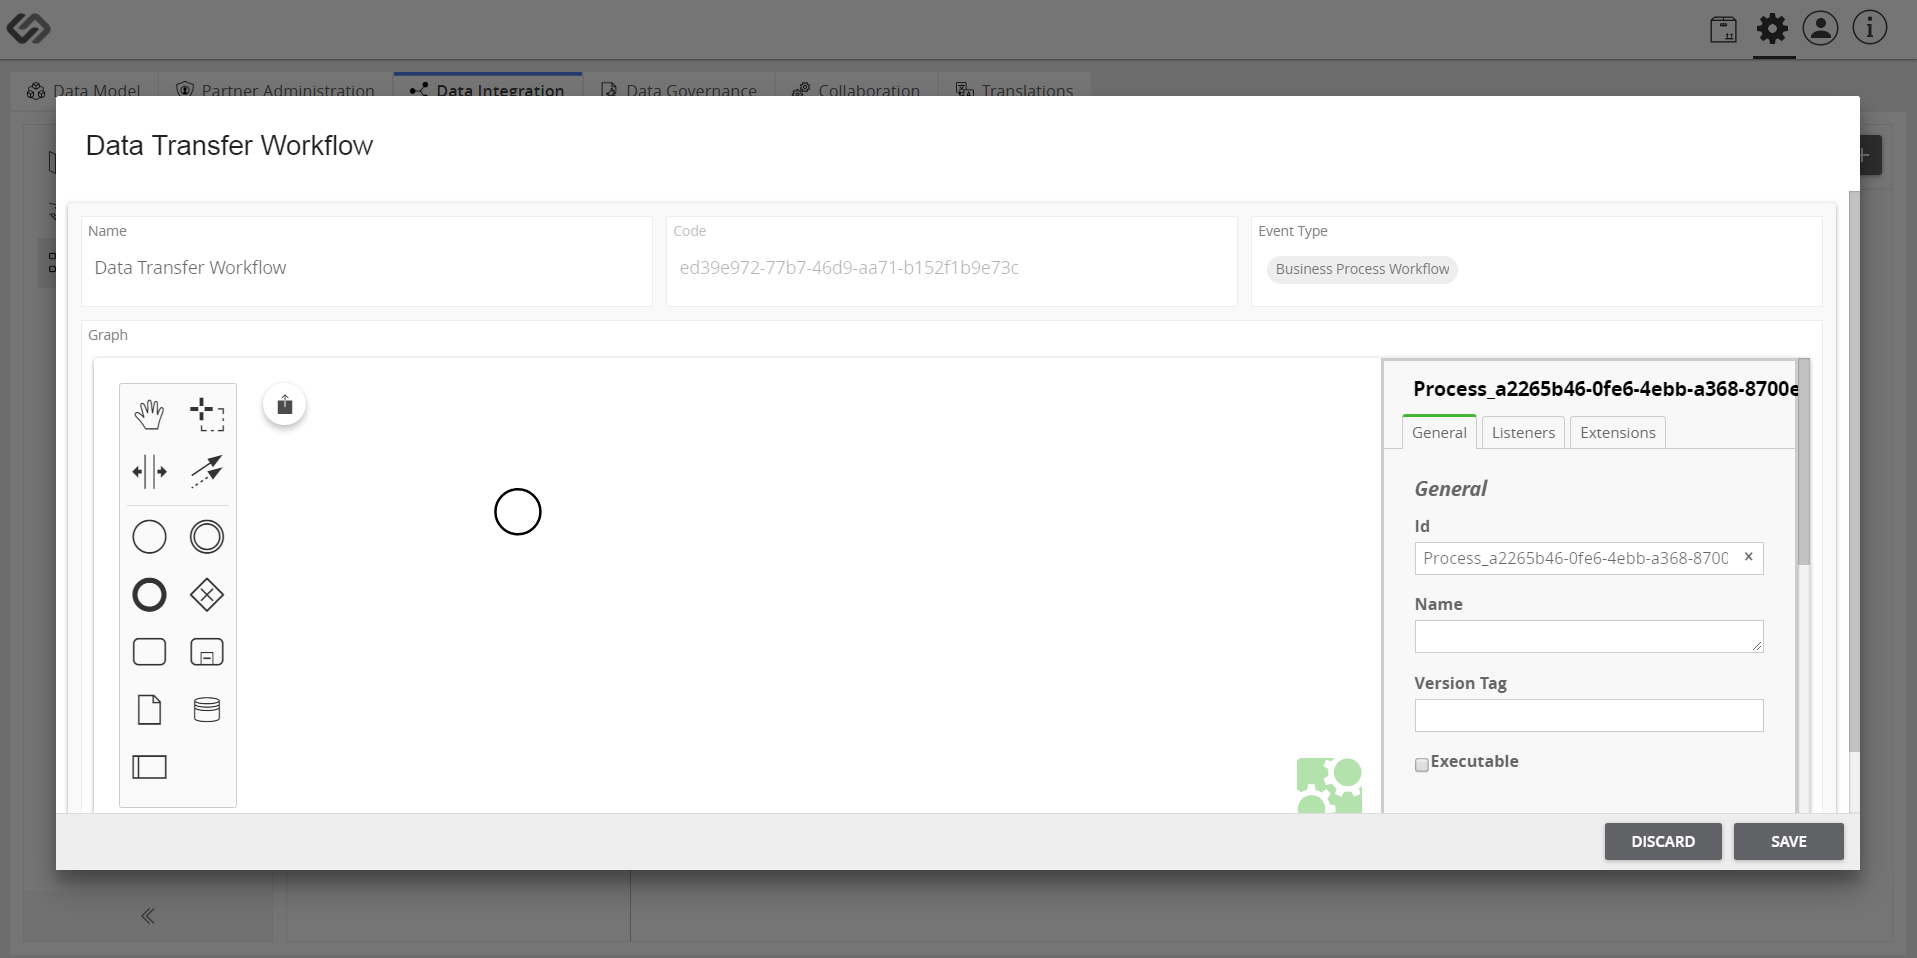 Data Model
Partner Administration
Data Integration
Data Governance
Collaboration
Translations
Data Transfer Workflow
Name
Data Transfer Workflow
Code
ed39e972-77b7-46d9-aa71-b152f1b9e73c
Event Type
Business Process Workflow
Graph
Process_a2265b46-0fe6-4ebb-a368-8700e
General
Listeners
Extensions
General
Id
Process_a2265b46-0fe6-4ebb-a368-8700
Name
Version Tag
Executable
DISCARD
SAVE